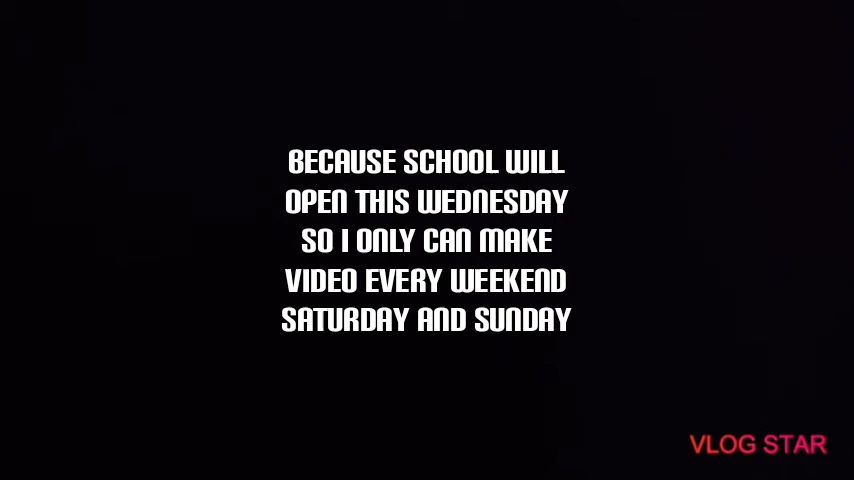 BECAUSE SCHOOL WILL
OPEN THIS WEDNESDAY
SO I ONLY CAN MAKE
VIDEO EVERY WEEKEND
SATURDAY AND SUNDAY
VLOG STAR